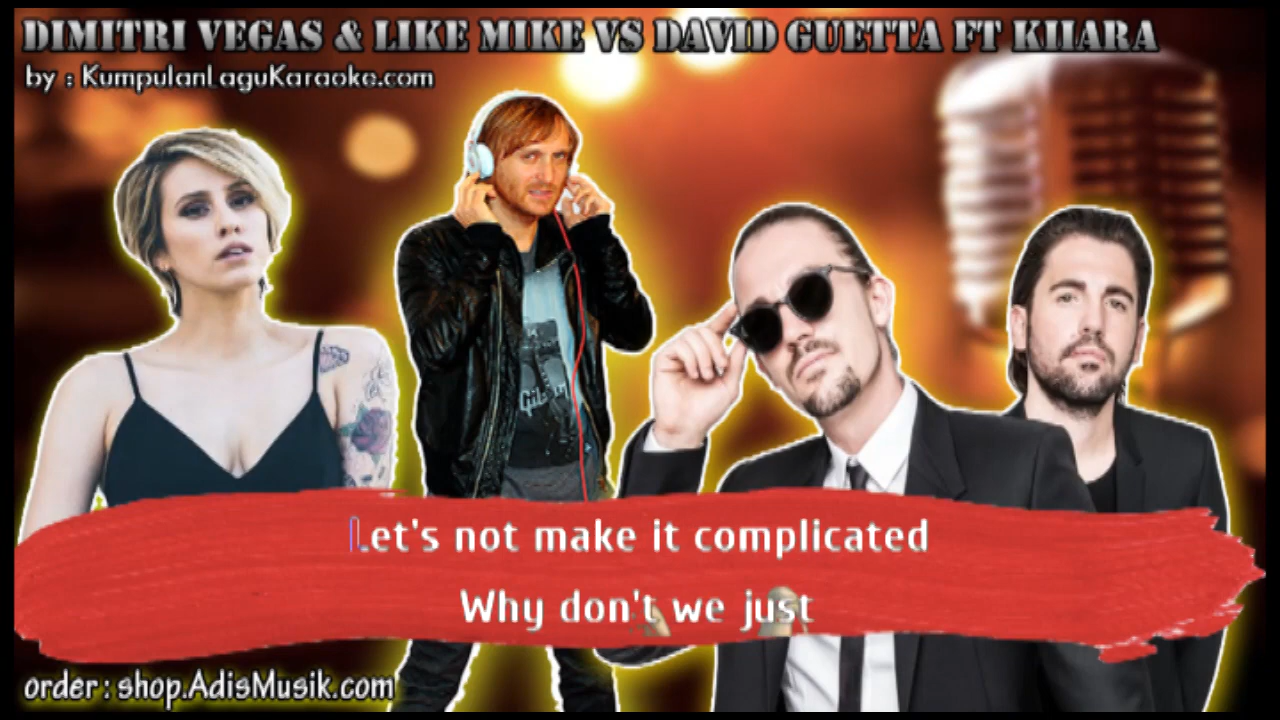 DIMITRI VEGAS & LIKE MIKE VS DAVID GUETTA FT KIIARA
by : KumpulanLaguKaraoke.com
Gibson
Let's not make it complicated
Why don't we just
order : shop.AdisMusik.com